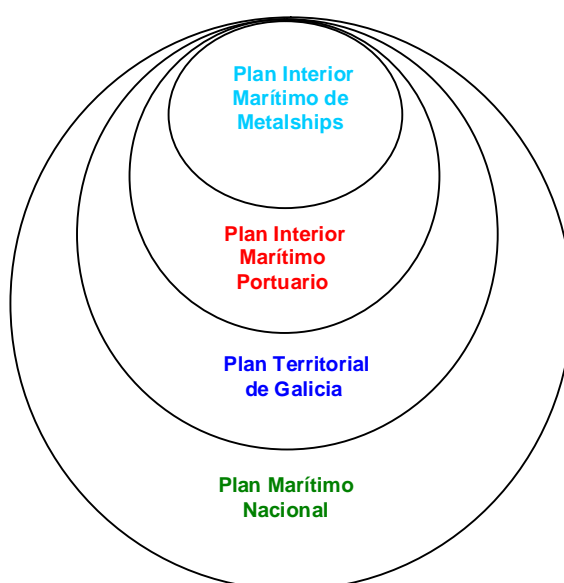 Plan Interior
Marítimo de
Metalships
Plan Interior
Marítimo
Portuario
Plan Territorial
de Galicia
Plan Marítimo
Nacional